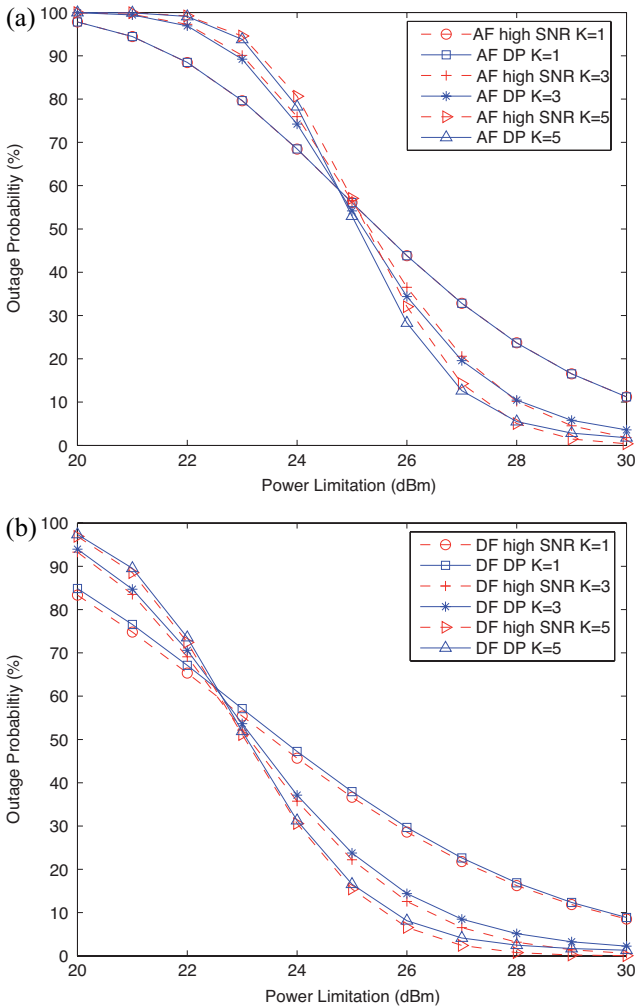 (a)
100
90
80
70
60
50
40
30
20
10
0
Outage Probabiltiy (%)
AF high SNR K=1
AF DP K=1
AF high SNR K=3
AF DP K=3
AF high SNR K=5
AF DP K=5
20 22 24 26 28 30
Power Limitation (dBm)
(b)
100
90
80
70
60
50
40
30
20
10
0
Outage Probabiltiy (%)
DF high SNR K=1
DF DP K=1
DF high SNR K=3
DF DP K=3
DF high SNR K=5
DF DP K=5
20 22 24 26 28 30
Power Limitation (dBm)